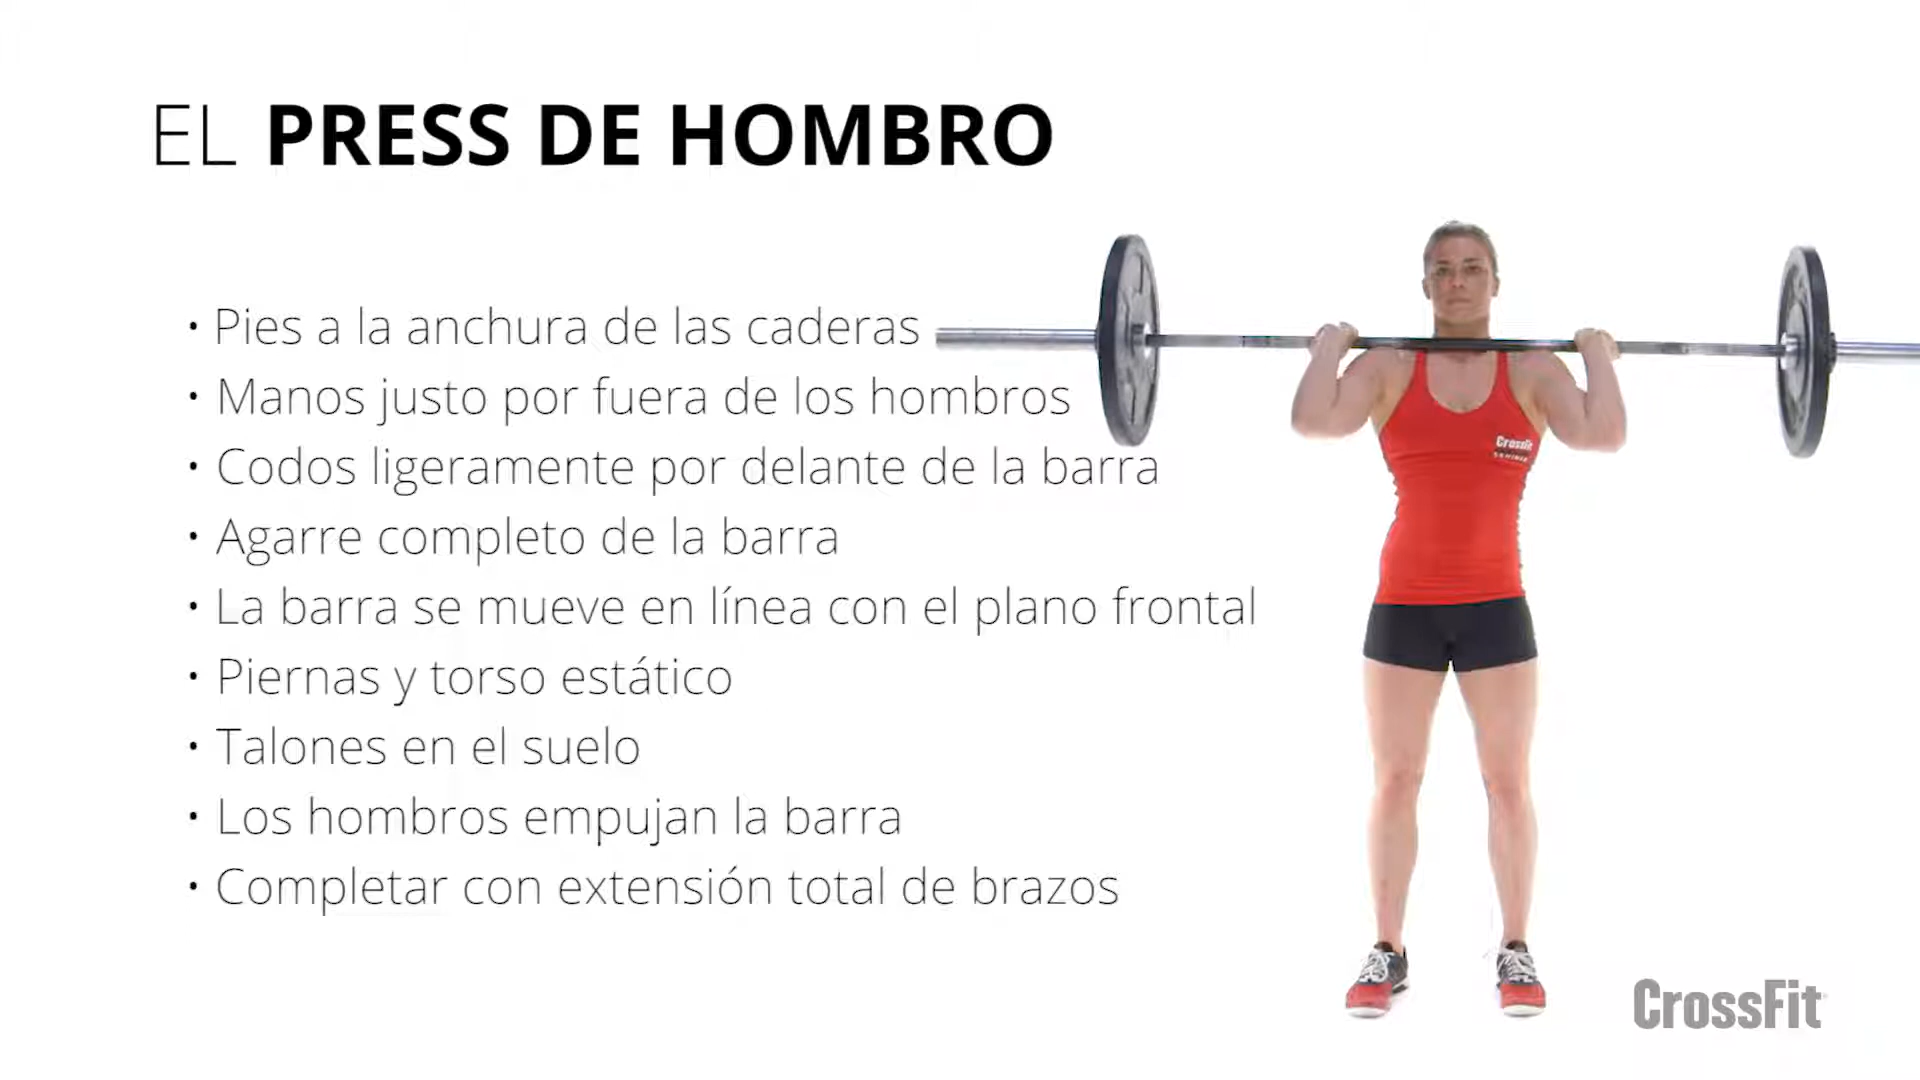 EL PRESS DE HOMBRO
• Pies a la anchura de las caderas
• Manos justo por fuera de los hombros
• Codos ligeramente por delante de la barra
• Agarre completo de la barra
• La barra se mueve en línea con el plano frontal
• Piernas y torso estático
• Talones en el suelo
• Los hombros empujan la barra
• Completar con extensión total de brazos
CrossFit
CrossFit